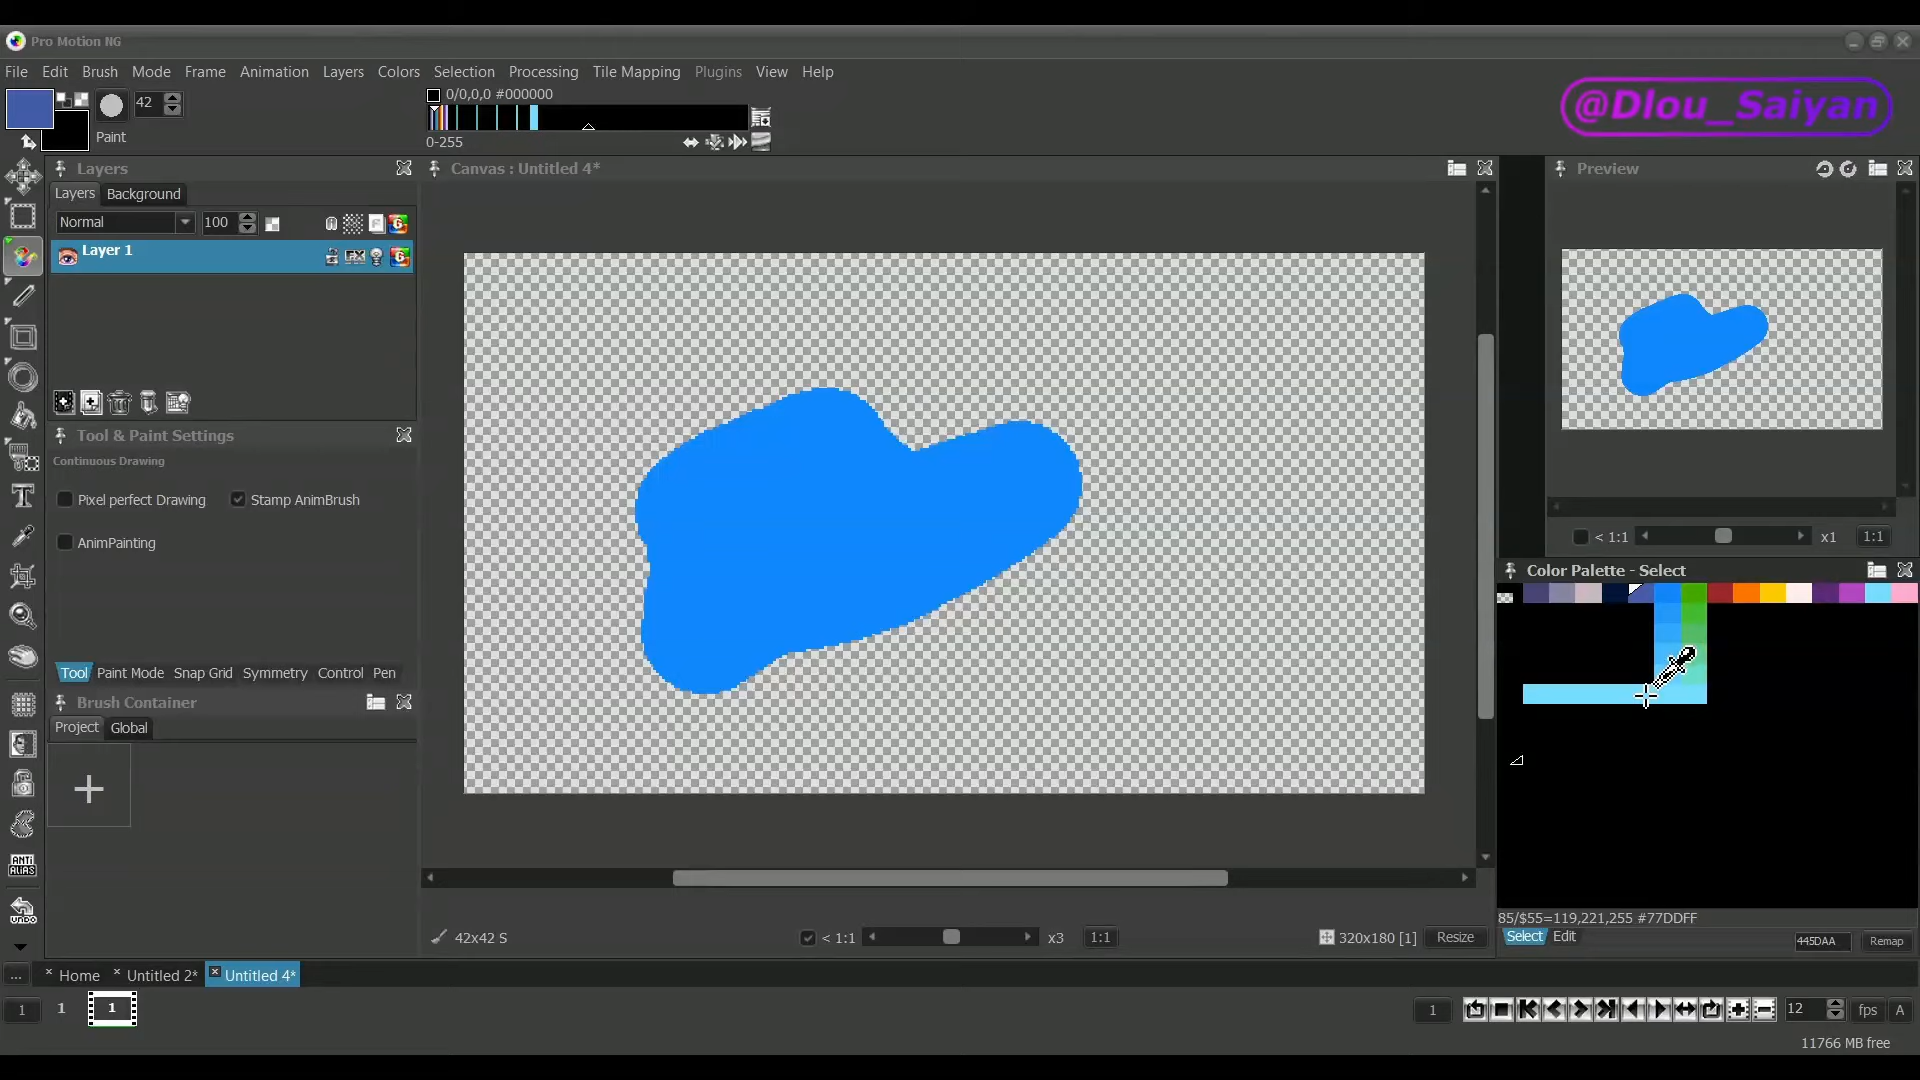 Pro Motion NG
File Edit Brush Mode Frame Animation Layers Colors Selection Processing Tile Mapping Plugins View Help
42
Paint
0/0,0,0 #000000
0-255
@Dlou_Saiyan
Layers
Layers Background
Normal 100
Layer 1
FX
Canvas : Untitled 4*
Preview
Tool & Paint Settings
Continuous Drawing
Pixel perfect Drawing Stamp AnimBrush
AnimPainting
Tool Paint Mode Snap Grid Symmetry Control Pen
Brush Container
Project Global
ANTI
ALIAS
UNDO
< 1:1 x1 1:1
Color Palette - Select
85/$55=119,221,255 #77DDFF
Select Edit 445DAA Remap
42x42 S < 1:1 x3 1:1 320x180 [1] Resize
... Home Untitled 2* Untitled 4*
1 1 1
1 12 fps A
11766 MB free